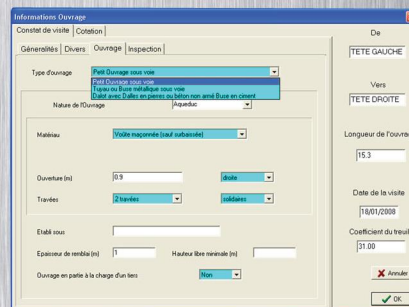 Informations Ouvrage
Constat de visite Cotation
Géneralités Divers Ouvrage Inspection
Type d'ouvrage Petit Ouvrage sous voie
Petit Ouvrage sous voie
Tuyau ou Buse métallique sous voie
Dalot avec Dalles en pierres ou béton non armé Buse en ciment
Nature de l'Ouvrage Aqueduc
Matériau Voûte maçonnée (sauf surbaissée)
Ouverture (m) 0.9 droite
Travées 2 travées solidaires
Etabli sous
Epaisseur de remblai (m) 1 Hauteur libre minimale (m)
Ouvrage en partie à la charge d'un tiers Non
De
TETE GAUCHE
Vers
TETE DROITE
Longueur de l'ouvra
15.3
Date de la visite
18/01/2008
Coefficient du treuil
31.00
Annuler
OK